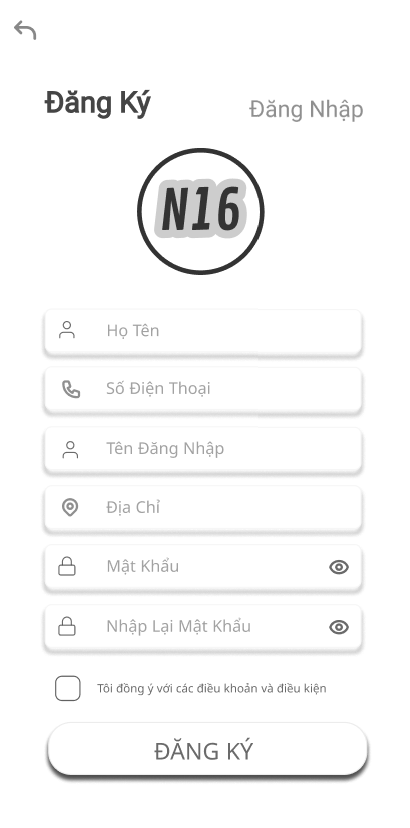 Đăng Ký
Đăng Nhập
N16
Họ Tên
Số Điện Thoại
Tên Đăng Nhập
Địa Chỉ
Mật Khẩu
Nhập Lại Mật Khẩu
Tôi đồng ý với các điều khoản và điều kiện
ĐĂNG KÝ